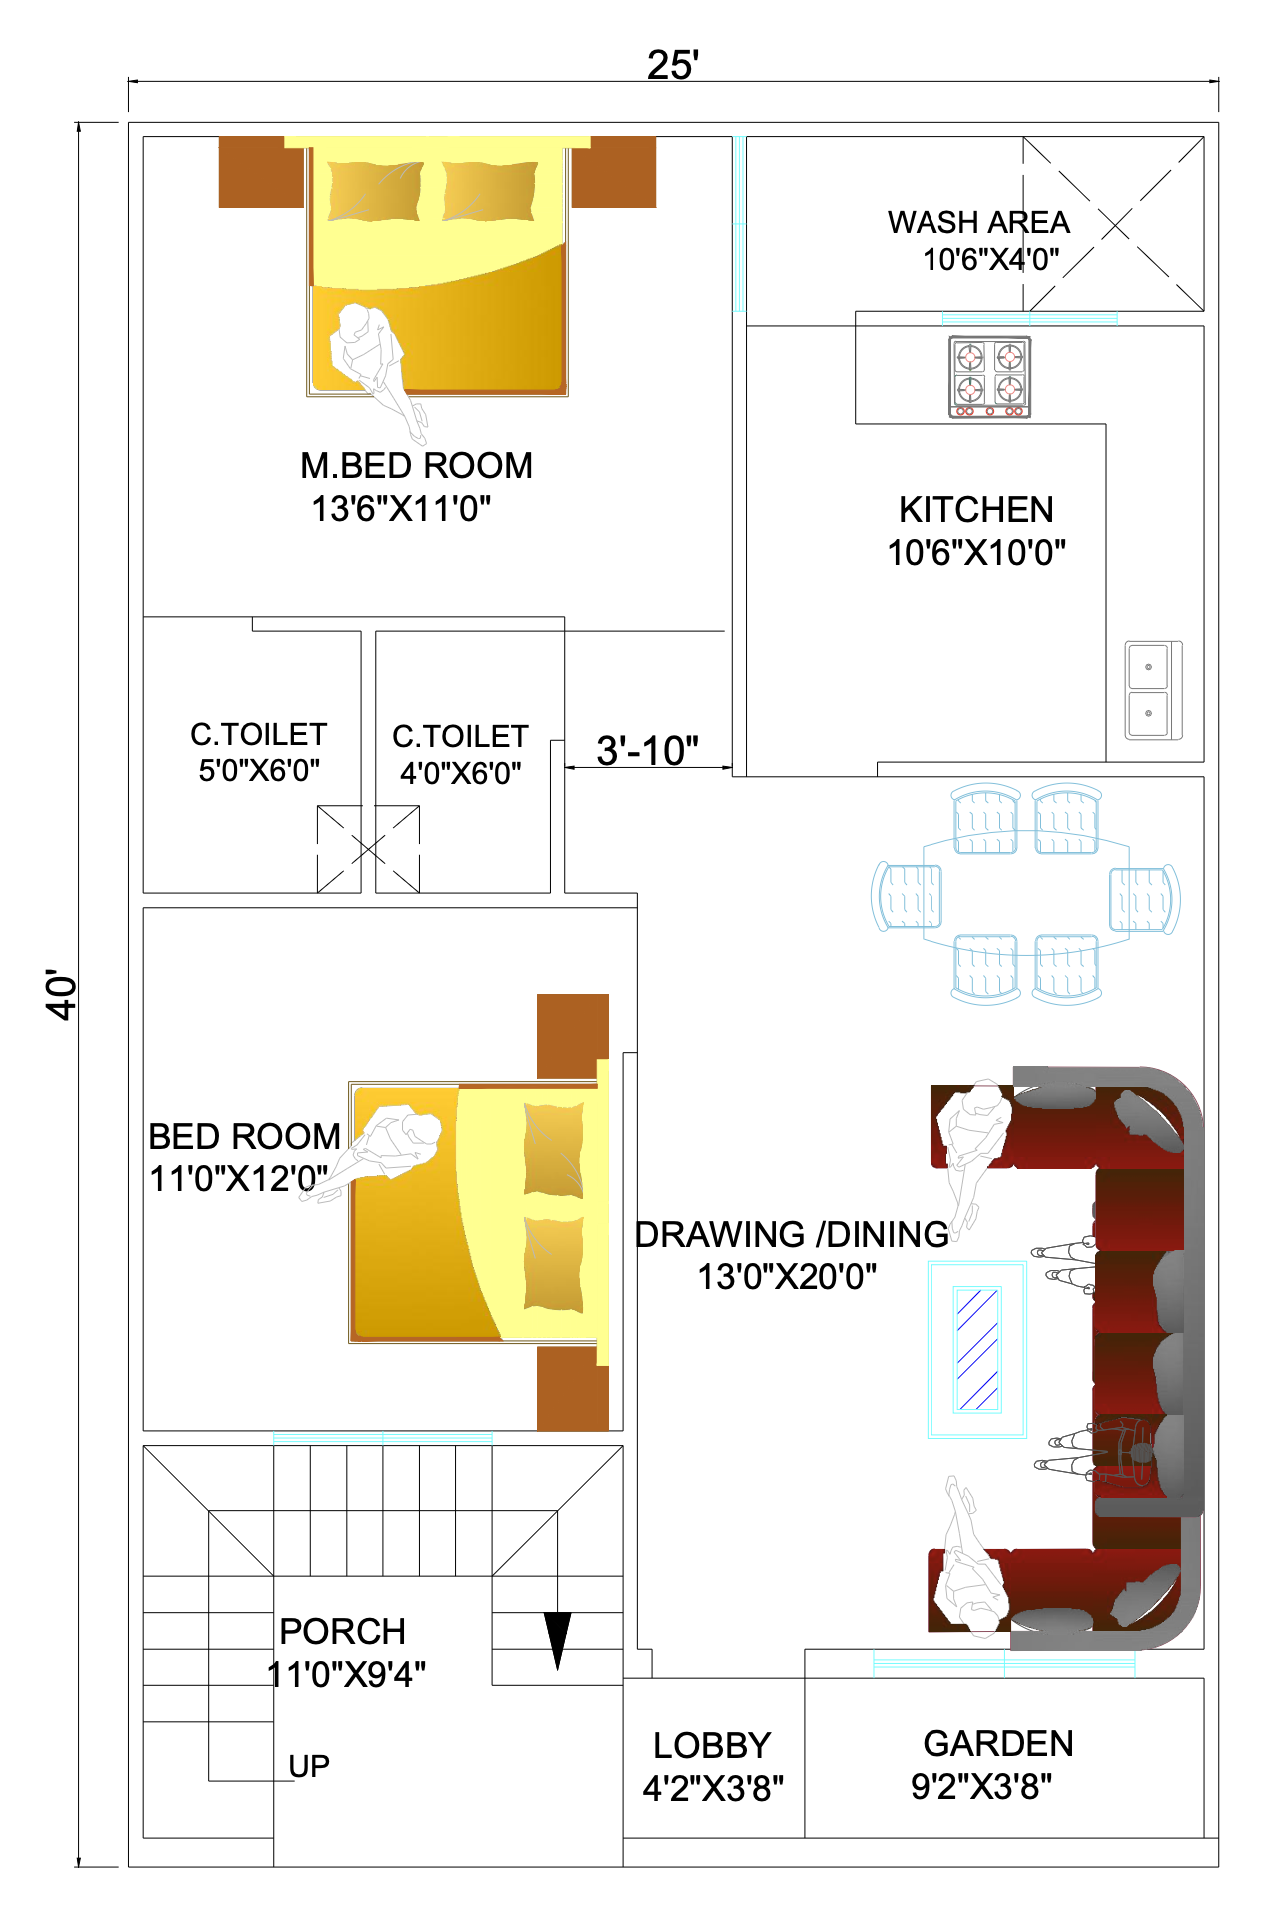 25'
40'
WASH AREA
10'6"X4'0"
M.BED ROOM
13'6"X11'0"
KITCHEN
10'6"X10'0"
C.TOILET
5'0"X6'0"
C.TOILET
4'0"X6'0"
3'-10"
BED ROOM
11'0"X12'0"
DRAWING /DINING
13'0"X20'0"
PORCH
11'0"X9'4"
UP
LOBBY
4'2"X3'8"
GARDEN
9'2"X3'8"